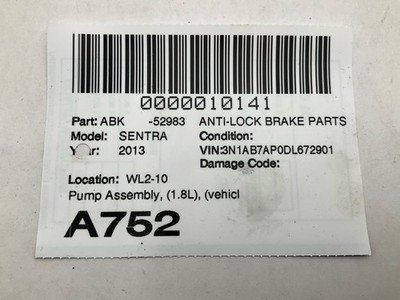 0000010141
Part: ABK -52983 ANTI-LOCK BRAKE PARTS
Model: SENTRA Condition:
Year: 2013 VIN:3N1AB7AP0DL672901
Damage Code:
Location: WL2-10
Pump Assembly, (1.8L), (vehicl
A752